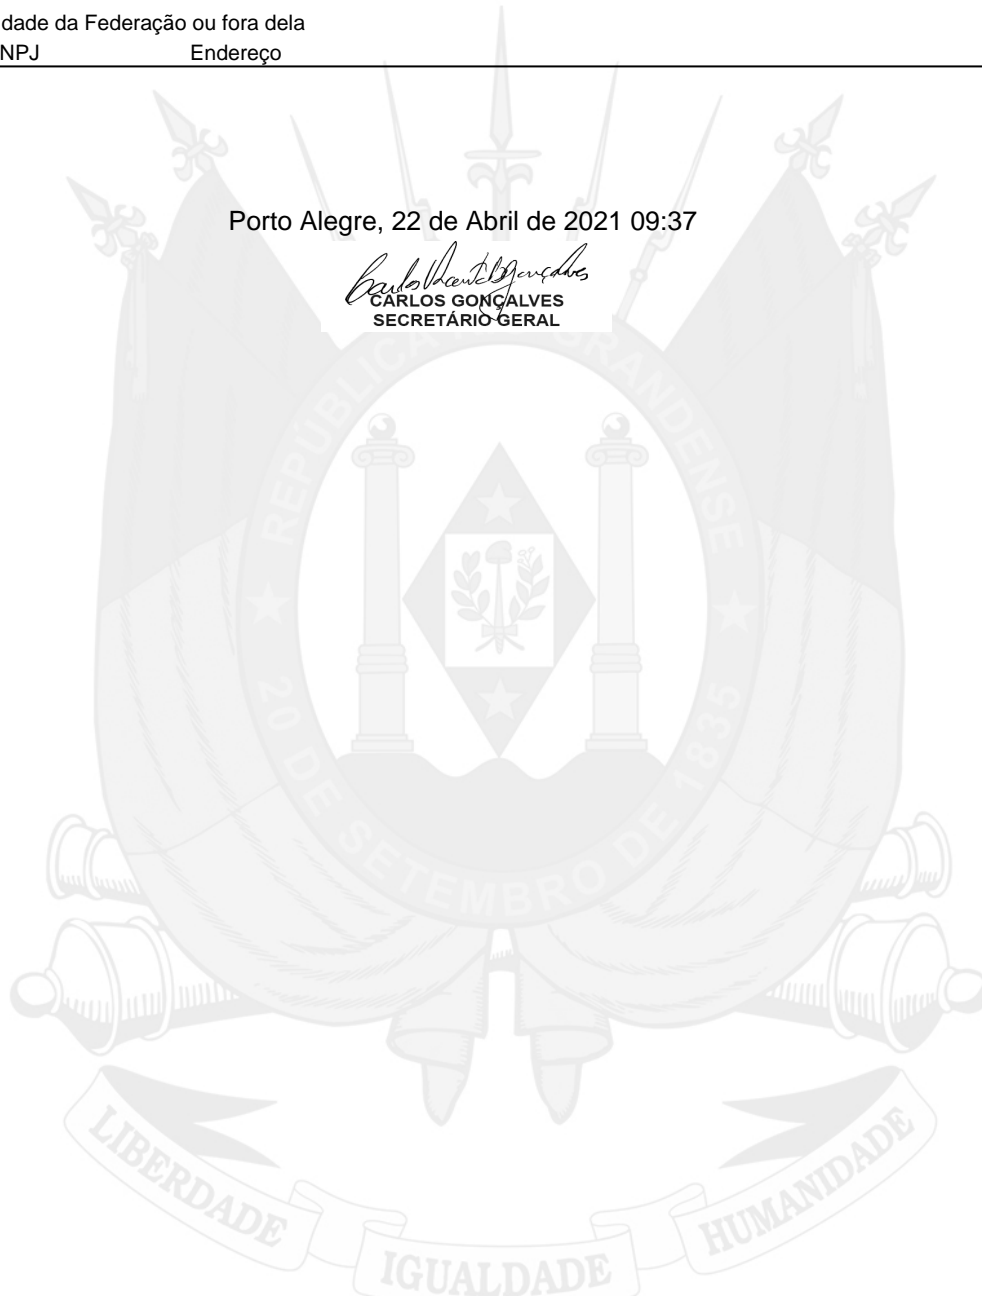 dade da Federação ou fora dela
NPJ Endereço
Porto Alegre, 22 de Abril de 2021 09:37
CARLOS GONÇALVES
SECRETÁRIO GERAL
REPÚBLICA RIO-GRANDENSE
20 DE SETEMBRO DE 1835
LIBERDADE IGUALDADE HUMANIDADE